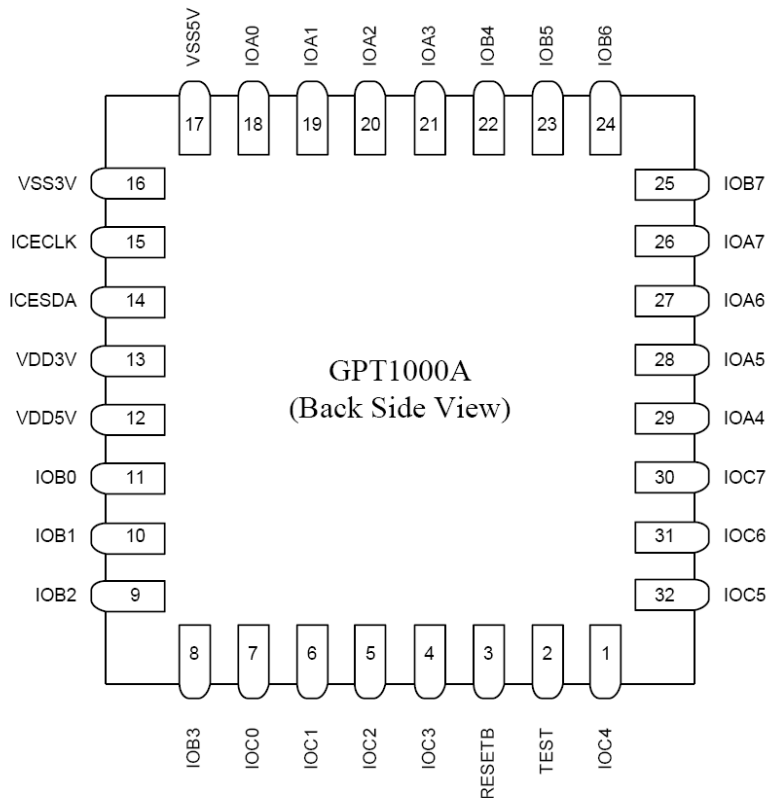 VSS5V IOA0 IOA1 IOA2 IOA3 IOB4 IOB5 IOB6
17 18 19 20 21 22 23 24
VSS3V 16 25 IOB7
ICECLK 15 26 IOA7
ICESDA 14 27 IOA6
VDD3V 13 28 IOA5
GPT1000A
(Back Side View)
VDD5V 12 29 IOA4
IOB0 11 30 IOC7
IOB1 10 31 IOC6
IOB2 9 32 IOC5
8 7 6 5 4 3 2 1
IOB3 IOC0 IOC1 IOC2 IOC3 RESETB TEST IOC4